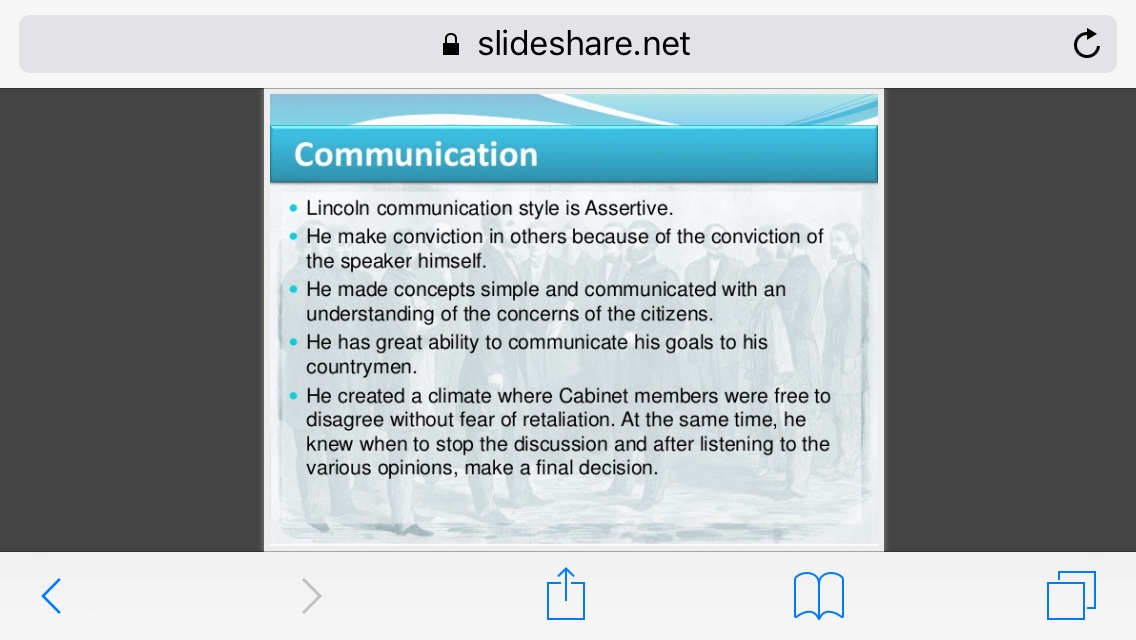 slideshare.net
Communication
• Lincoln communication style is Assertive.
• He make conviction in others because of the conviction of
the speaker himself.
• He made concepts simple and communicated with an
understanding of the concerns of the citizens.
• He has great ability to communicate his goals to his
countrymen.
• He created a climate where Cabinet members were free to
disagree without fear of retaliation. At the same time, he
knew when to stop the discussion and after listening to the
various opinions, make a final decision.